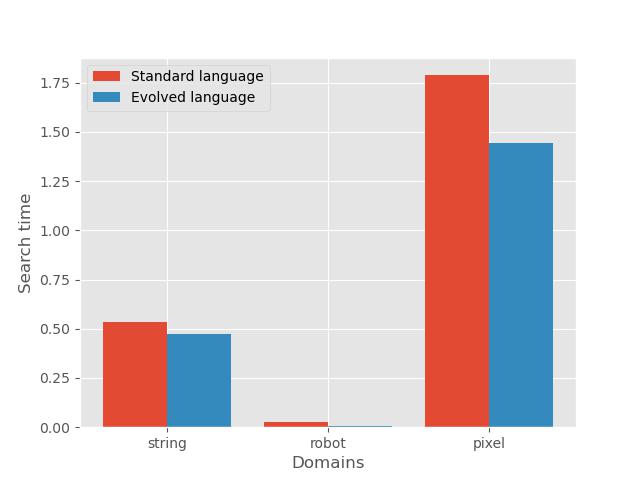 Standard language
Evolved language
1.75
1.50
1.25
1.00
0.75
0.50
0.25
0.00
Search time
string
robot
pixel
Domains